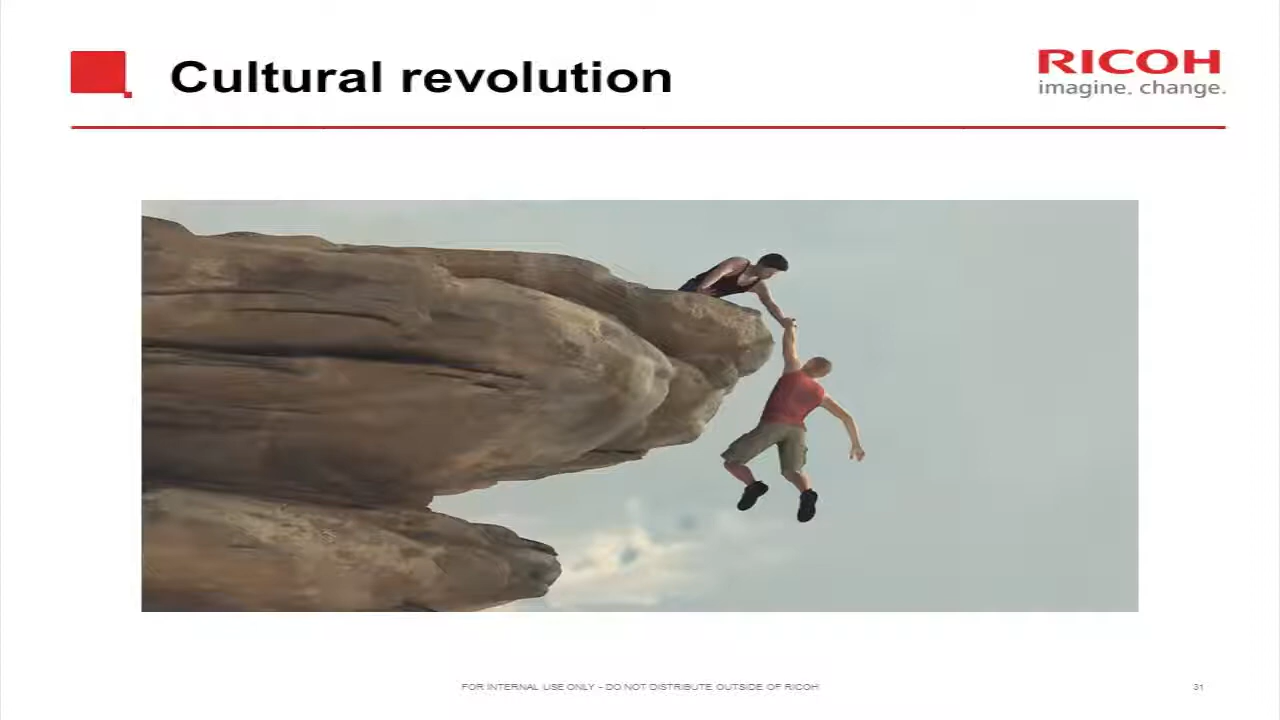 Cultural revolution
RICOH
imagine. change.
FOR INTERNAL USE ONLY - DO NOT DISTRIBUTE OUTSIDE OF RICOH
31